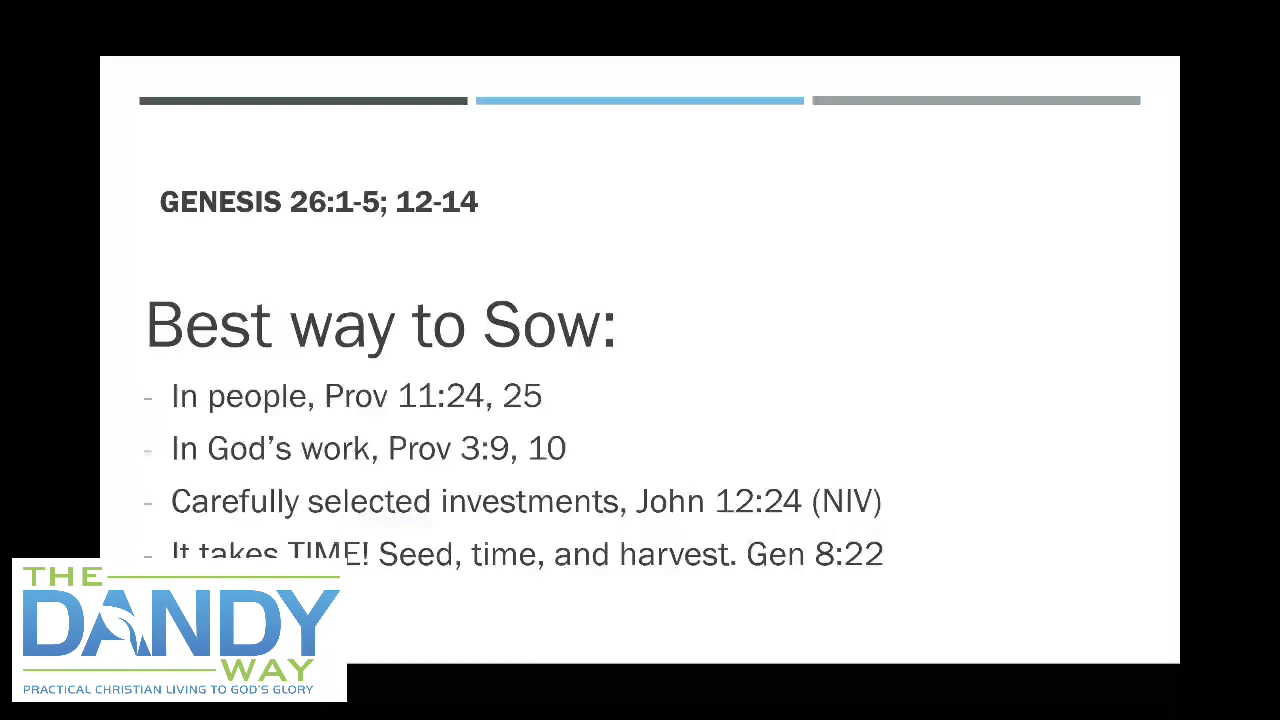 GENESIS 26:1-5; 12-14
Best way to Sow:
- In people, Prov 11:24, 25
- In God's work, Prov 3:9, 10
- Carefully selected investments, John 12:24 (NIV)
- It takes TIME! Seed, time, and harvest. Gen 8:22
THE
DANDY
WAY
PRACTICAL CHRISTIAN LIVING TO GOD'S GLORY